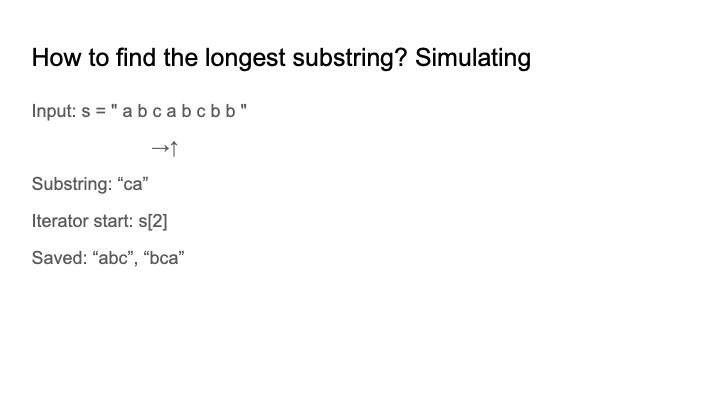 How to find the longest substring? Simulating
Input: s = " a b c a b c b b "
→↑
Substring: “ca”
Iterator start: s[2]
Saved: “abc”, “bca”